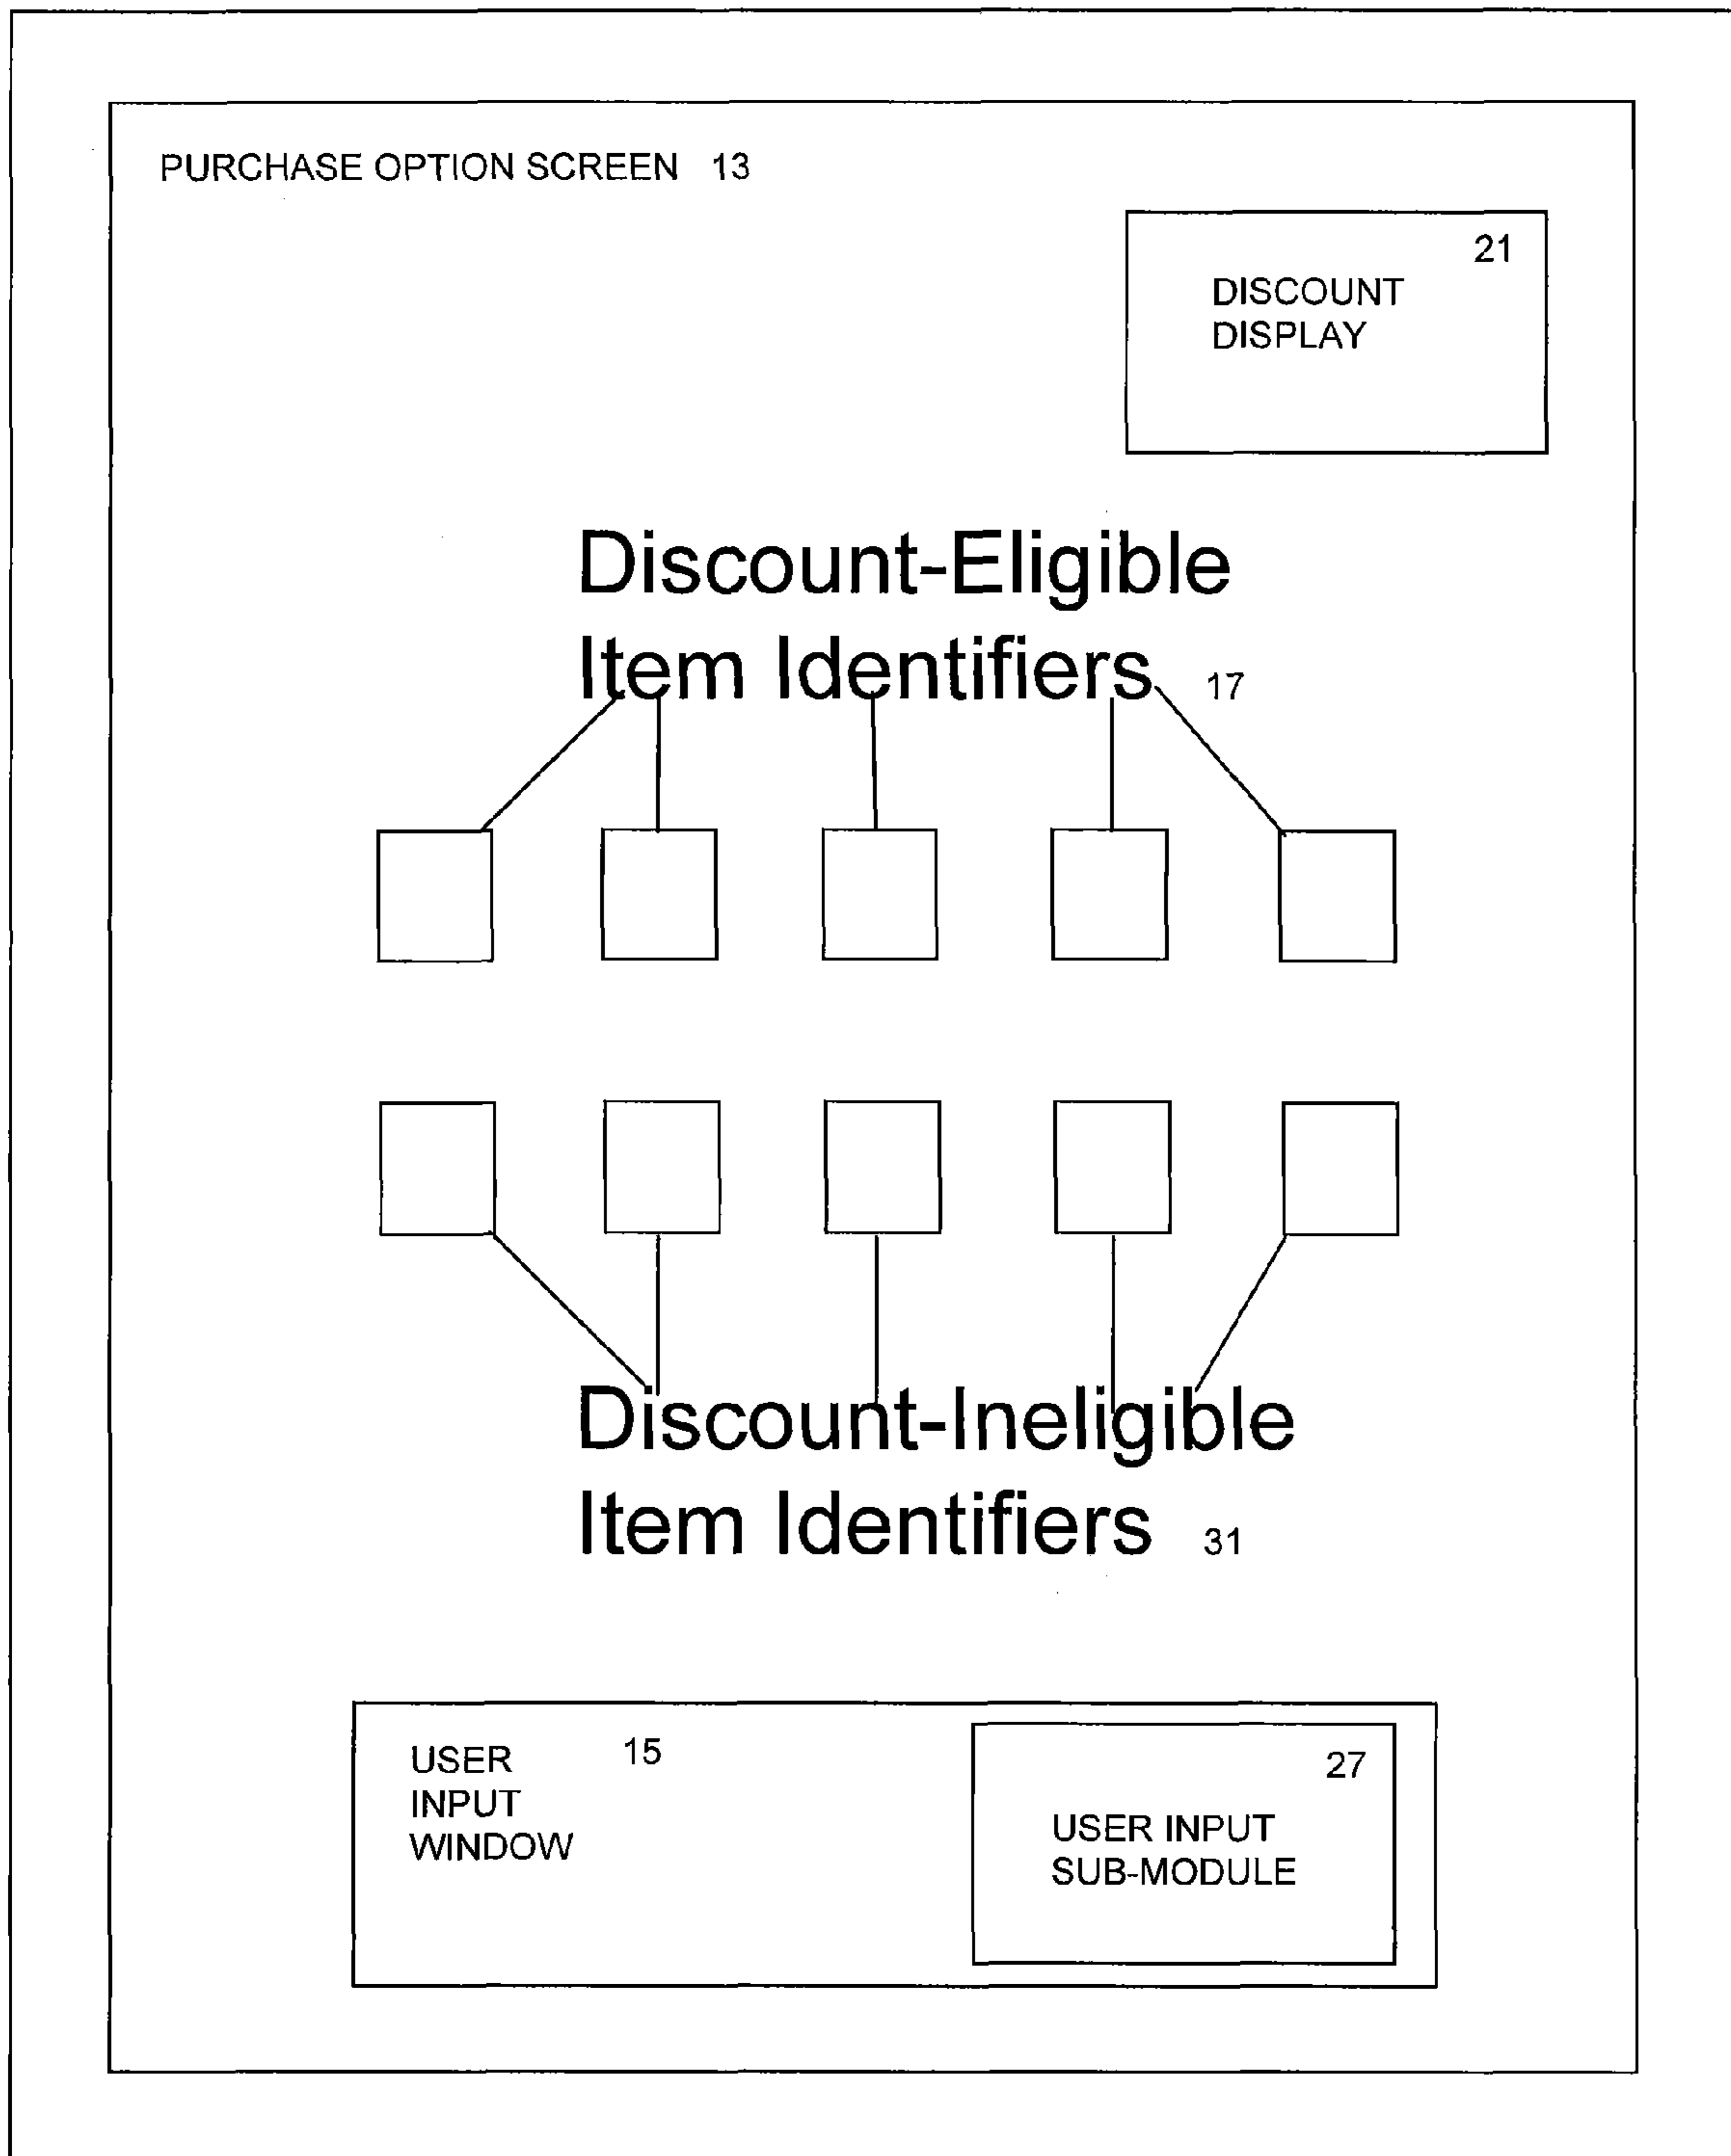 PURCHASE OPTION SCREEN 13
21
DISCOUNT
DISPLAY
Discount-Eligible
Item Identifiers 17
Discount-Ineligible
Item Identifiers 31
USER 15
INPUT
WINDOW
27
USER INPUT
SUB-MODULE